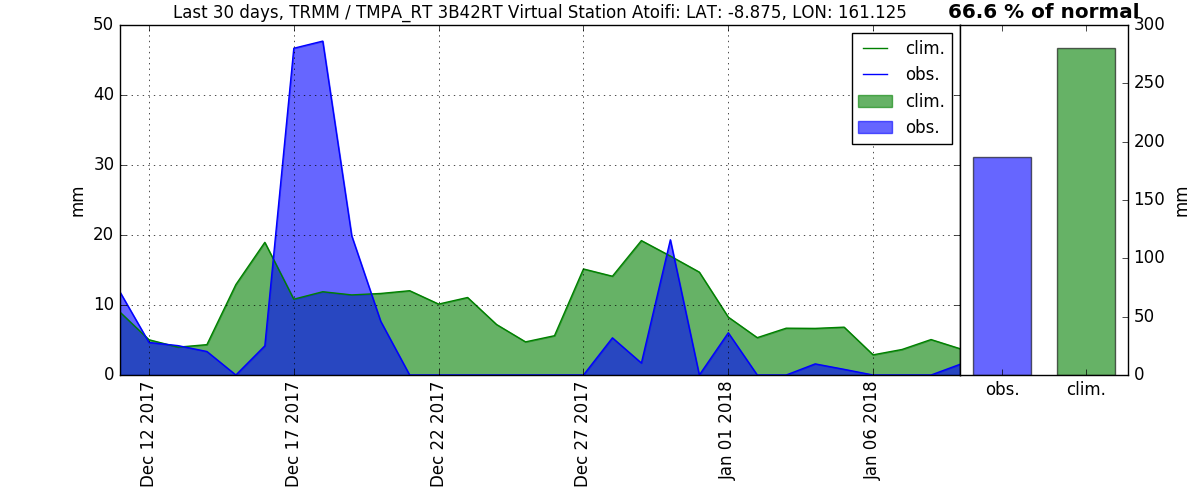 Last 30 days, TRMM / TMPA_RT 3B42RT Virtual Station Atoifi: LAT: -8.875, LON: 161.125
66.6 % of normal
50
40
30
20
10
0
mm
clim.
obs.
clim.
obs.
300
250
200
150
100
50
0
mm
obs.
clim.
Dec 12 2017
Dec 17 2017
Dec 22 2017
Dec 27 2017
Jan 01 2018
Jan 06 2018